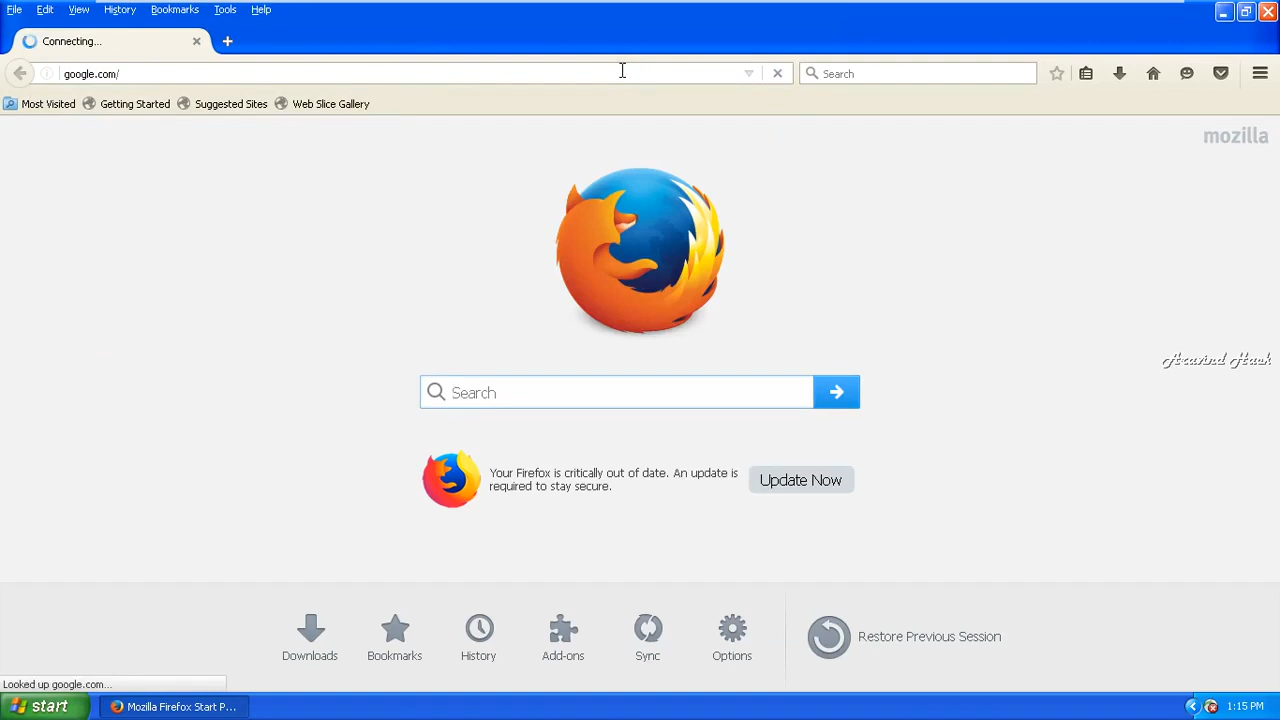 File Edit View History Bookmarks Tools Help
Connecting...
google.com/
Search
Most Visited Getting Started Suggested Sites Web Slice Gallery
mozilla
Aravind Hack
Search
Your Firefox is critically out of date. An update is
required to stay secure.
Update Now
Downloads Bookmarks History Add-ons Sync Options
Restore Previous Session
Looked up google.com...
start
Mozilla Firefox Start P...
1:15 PM